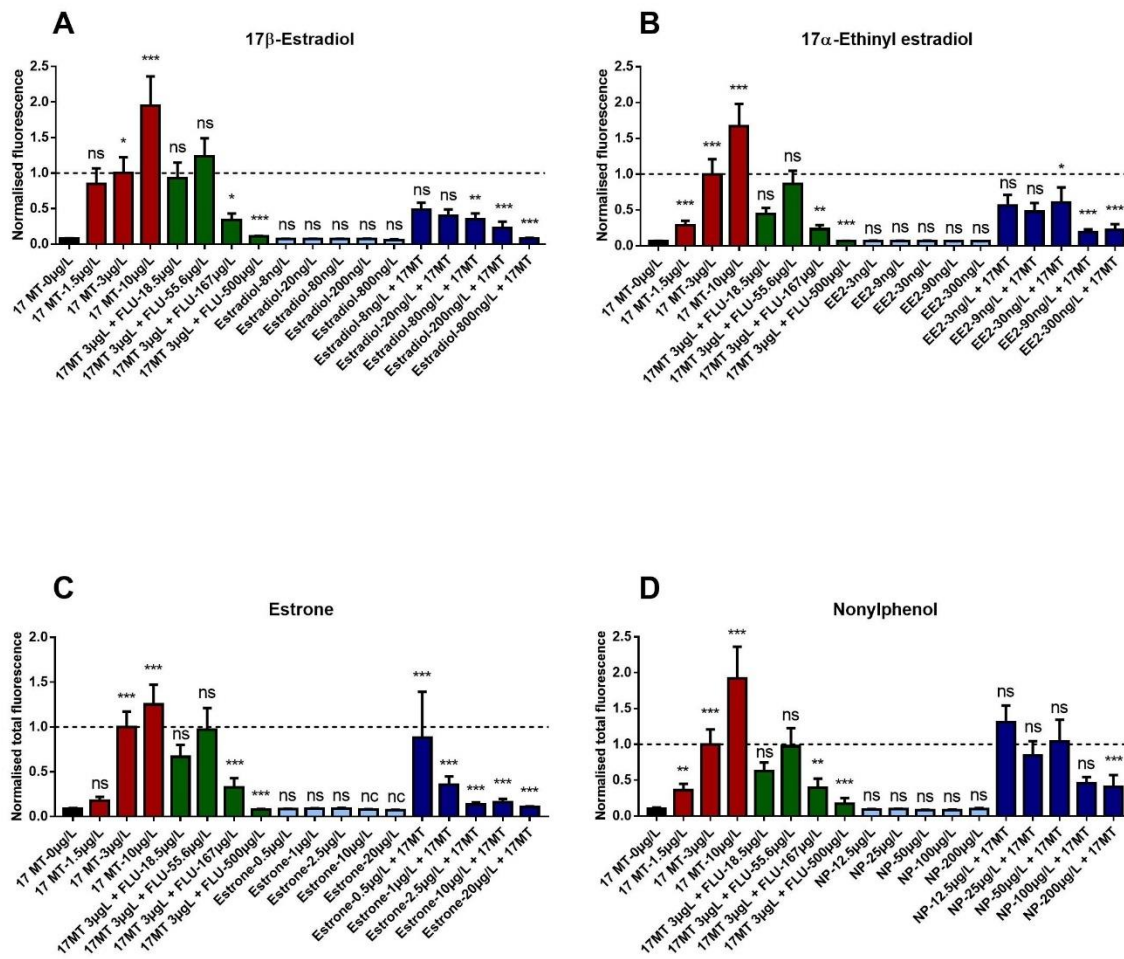 A
17β-Estradiol
Normalised fluorescence
2.5
2.0
1.5
1.0
0.5
0.0
ns
*
***
ns
ns
*
***
ns
ns
ns
ns
ns
ns
ns
**
***
***
17 MT-0µg/L
17 MT-1.5µg/L
17 MT-3µg/L
17 MT-10µg/L
17MT 3µgL + FLU-18.5µg/L
17MT 3µgL + FLU-55.6µg/L
17MT 3µgL + FLU-167µg/L
17MT 3µgL + FLU-500µg/L
Estradiol-8ng/L
Estradiol-200ng/L
Estradiol-800ng/L
Estradiol-200ng/L
Estradiol-800ng/L
Estradiol-8ng/L + 17MT
Estradiol-20ng/L + 17MT
Estradiol-80ng/L + 17MT
Estradiol-200ng/L + 17MT
Estradiol-800ng/L + 17MT
B
17α-Ethinyl estradiol
Normalised fluorescence
2.5
2.0
1.5
1.0
0.5
0.0
***
***
***
ns
ns
**
***
ns
ns
ns
ns
ns
ns
ns
*
***
***
17 MT-0µg/L
17 MT-1.5µg/L
17 MT-3µg/L
17 MT-10µg/L
17MT 3µgL + FLU-18.5µg/L
17MT 3µgL + FLU-55.6µg/L
17MT 3µgL + FLU-167µg/L
17MT 3µgL + FLU-500µg/L
EE2-3ng/L
EE2-9ng/L
EE2-30ng/L
EE2-90ng/L
EE2-300ng/L
EE2-3ng/L + 17MT
EE2-9ng/L + 17MT
EE2-30ng/L + 17MT
EE2-90ng/L + 17MT
EE2-300ng/L + 17MT
C
Estrone
Normalised total fluorescence
2.0
1.5
1.0
0.5
0.0
ns
***
***
ns
ns
***
***
ns
ns
ns
nc
nc
***
***
***
***
***
17 MT-0µg/L
17 MT-1.5µg/L
17 MT-3µg/L
17 MT-10µg/L
17MT 3µgL + FLU-18.5µg/L
17MT 3µgL + FLU-55.6µg/L
17MT 3µgL + FLU-167µg/L
17MT 3µgL + FLU-500µg/L
Estrone-0.5µg/L
Estrone-1µg/L
Estrone-2.5µg/L
Estrone-10µg/L
Estrone-20µg/L
Estrone-0.5µg/L + 17MT
Estrone-1µg/L + 17MT
Estrone-2.5µg/L + 17MT
Estrone-10µg/L + 17MT
Estrone-20µg/L + 17MT
D
Nonylphenol
Normalised total fluorescence
2.5
2.0
1.5
1.0
0.5
0.0
**
***
***
ns
ns
**
***
ns
ns
ns
ns
ns
ns
ns
ns
ns
***
17 MT-0µg/L
17 MT-1.5µg/L
17 MT-3µg/L
17 MT-10µg/L
17MT 3µgL + FLU-18.5µg/L
17MT 3µgL + FLU-55.6µg/L
17MT 3µgL + FLU-167µg/L
17MT 3µgL + FLU-500µg/L
NP-12.5µg/L
NP-25µg/L
NP-50µg/L
NP-100µg/L
NP-200µg/L
NP-12.5µg/L + 17MT
NP-25µg/L + 17MT
NP-50µg/L + 17MT
NP-100µg/L + 17MT
NP-200µg/L + 17MT